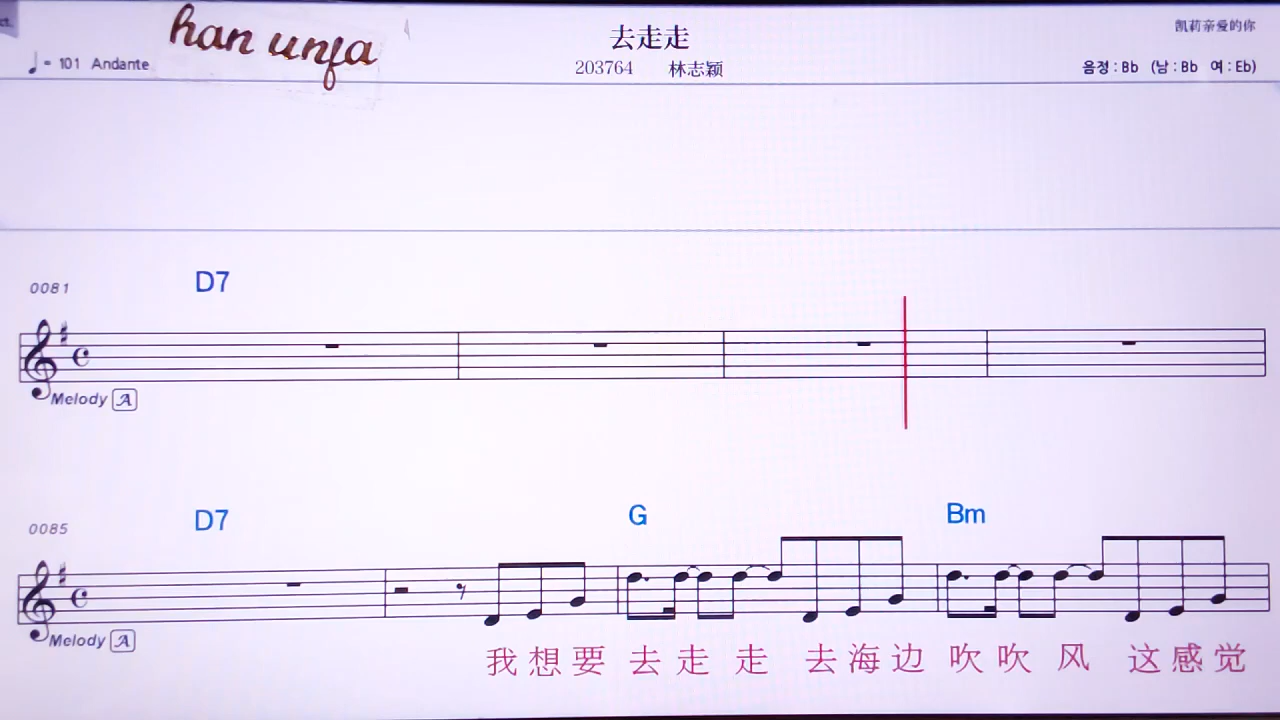 ct.
han unfa
去走走
凯莉亲爱的你
♩= 101 Andante
203764 林志颖
음정 : Bb (남 : Bb 여 : Eb)
0081
D7
Melody A
0085
D7 G Bm
Melody A
我想要 去走走 去海边 吹吹风 这感觉